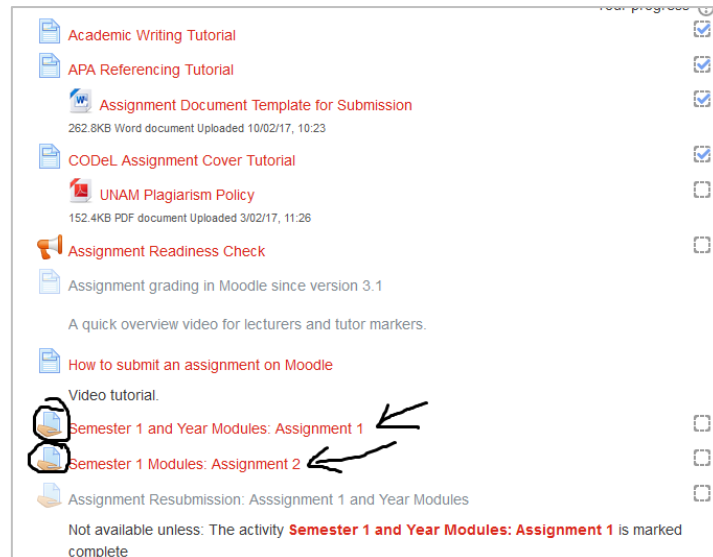 Your progress
Academic Writing Tutorial
APA Referencing Tutorial
Assignment Document Template for Submission
262.8KB Word document Uploaded 10/02/17, 10:23
CODeL Assignment Cover Tutorial
UNAM Plagiarism Policy
152.4KB PDF document Uploaded 3/02/17, 11:26
Assignment Readiness Check
Assignment grading in Moodle since version 3.1
A quick overview video for lecturers and tutor markers.
How to submit an assignment on Moodle
Video tutorial.
Semester 1 and Year Modules: Assignment 1
Semester 1 Modules: Assignment 2
Assignment Resubmission: Asssignment 1 and Year Modules
Not available unless: The activity Semester 1 and Year Modules: Assignment 1 is marked
complete